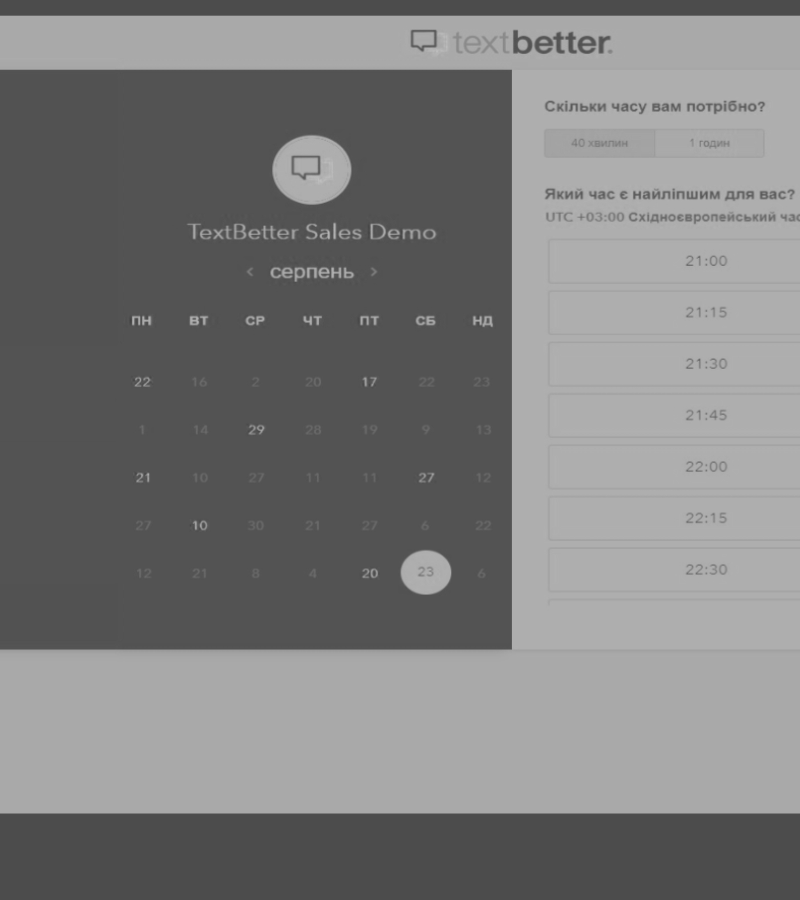 textbetter.
TextBetter Sales Demo
< серпень >
ПН ВТ СР ЧТ ПТ СБ НД
22 16 2 20 17 22 23
1 14 29 28 19 9 13
21 10 27 11 11 27 12
27 10 30 21 27 6 22
12 21 8 4 20 23 6
Скільки часу вам потрібно?
40 хвилин 1 годин
Який час є найліпшим для вас?
UTC +03:00 Східноєвропейський час
21:00
21:15
21:30
21:45
22:00
22:15
22:30